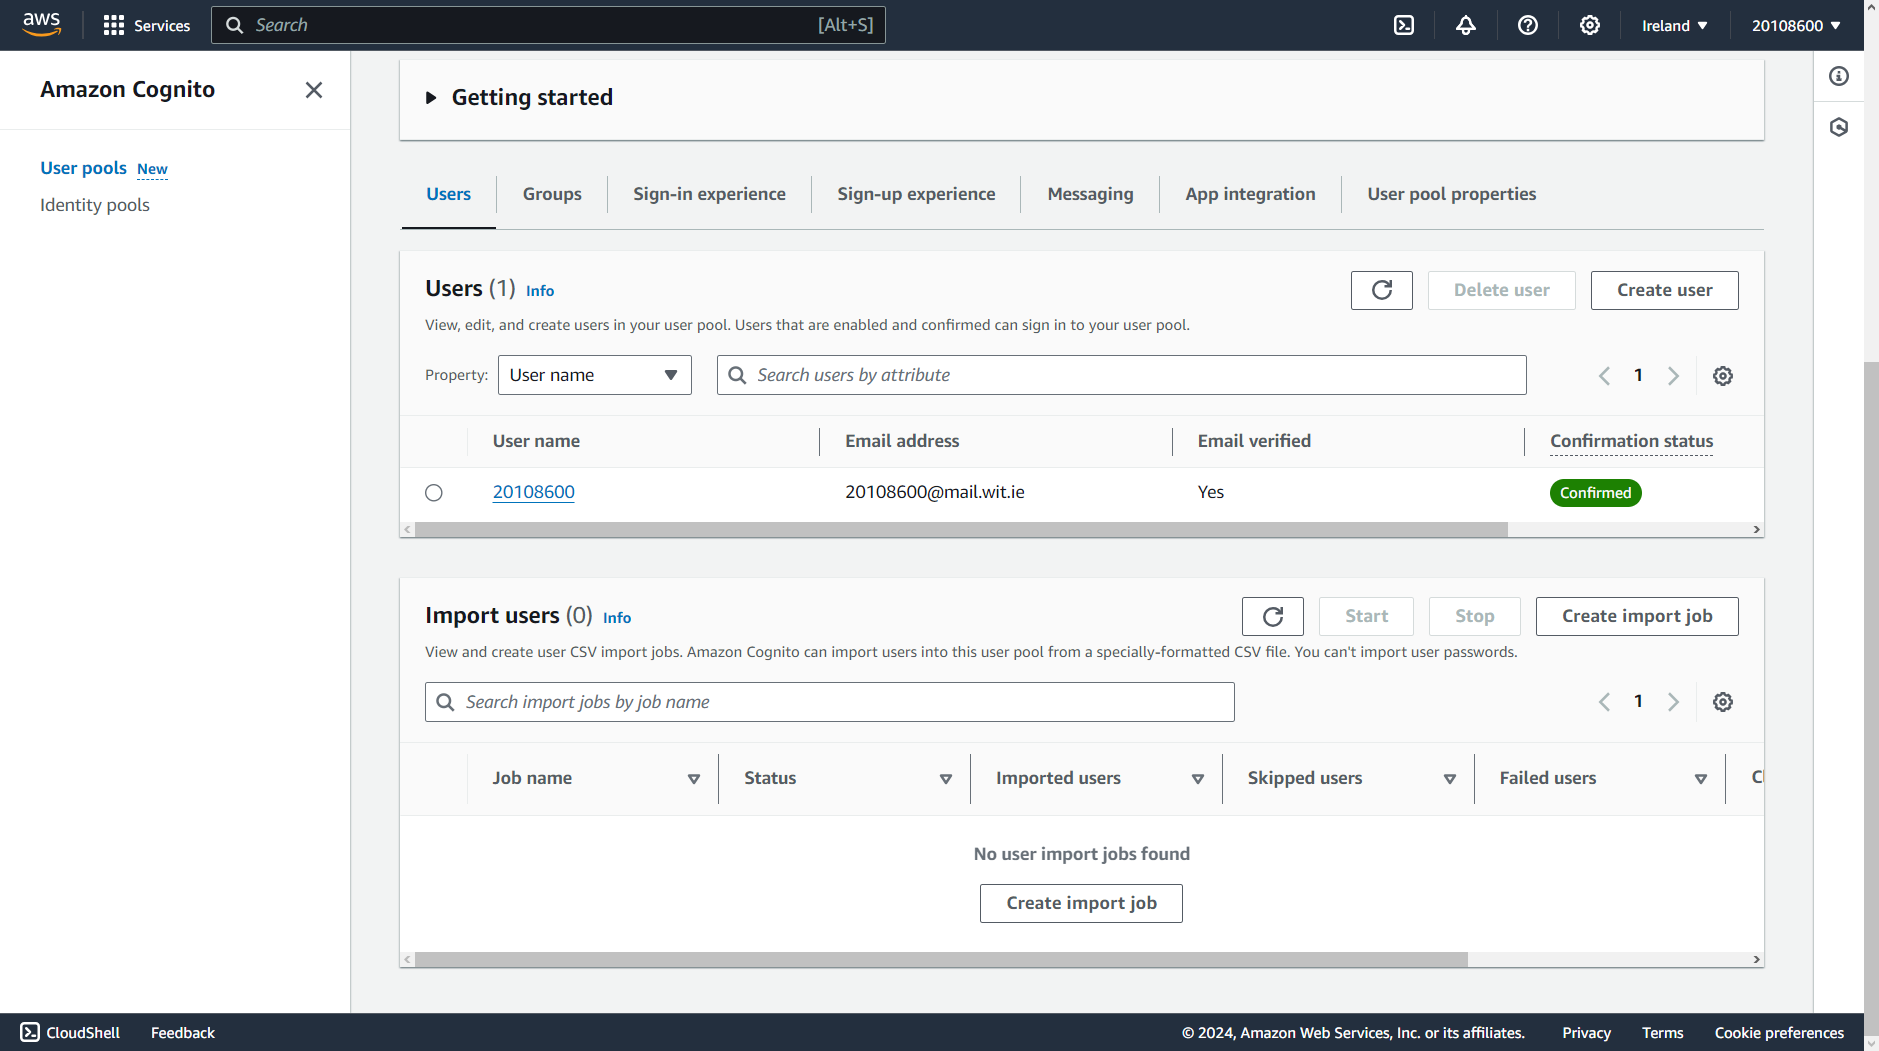 aws
Services
Search [Alt+S]
Ireland
20108600
Amazon Cognito
User pools New
Identity pools
Getting started
Users
Groups
Sign-in experience
Sign-up experience
Messaging
App integration
User pool properties
Users (1) Info
Delete user
Create user
View, edit, and create users in your user pool. Users that are enabled and confirmed can sign in to your user pool.
Property:
User name
Search users by attribute
1
User name
Email address
Email verified
Confirmation status
20108600
20108600@mail.wit.ie
Yes
Confirmed
Import users (0) Info
Start
Stop
Create import job
View and create user CSV import jobs. Amazon Cognito can import users into this user pool from a specially-formatted CSV file. You can't import user passwords.
Search import jobs by job name
1
Job name
Status
Imported users
Skipped users
Failed users
No user import jobs found
Create import job
CloudShell
Feedback
© 2024, Amazon Web Services, Inc. or its affiliates.
Privacy
Terms
Cookie preferences